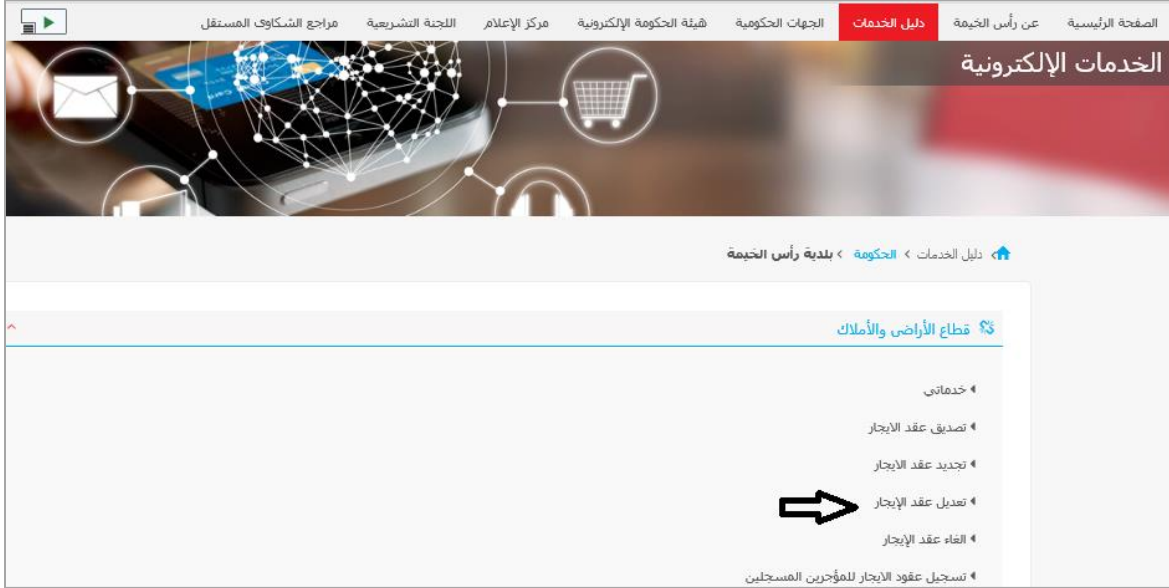 الصفحة الرئيسية عن رأس الخيمة دليل الخدمات الجهات الحكومية هيئة الحكومة الإلكترونية مركز الإعلام اللجنة التشريعية مراجع الشكاوى المستقل
الخدمات الإلكترونية
دليل الخدمات > الحكومة > بلدية رأس الخيمة
قطاع الأراضى والأملاك
خدماتي
تصديق عقد الايجار
تجديد عقد الايجار
تعديل عقد الإيجار
الغاء عقد الإيجار
تسجيل عقود الايجار للمؤجرين المسجلين